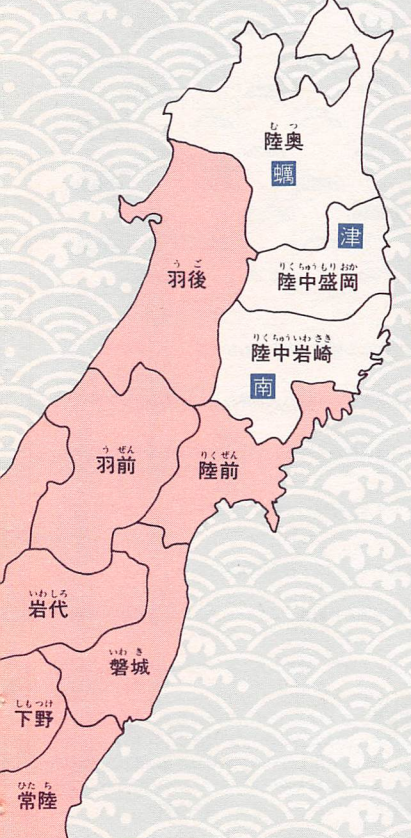 むつ
陸奥
蠣
津
うご
羽後
りくちゅうもりおか
陸中盛岡
りくちゅういわさき
陸中岩崎
南
うぜん
羽前
りくぜん
陸前
いわしろ
岩代
いわき
磐城
しもつけ
下野
ひたち
常陸